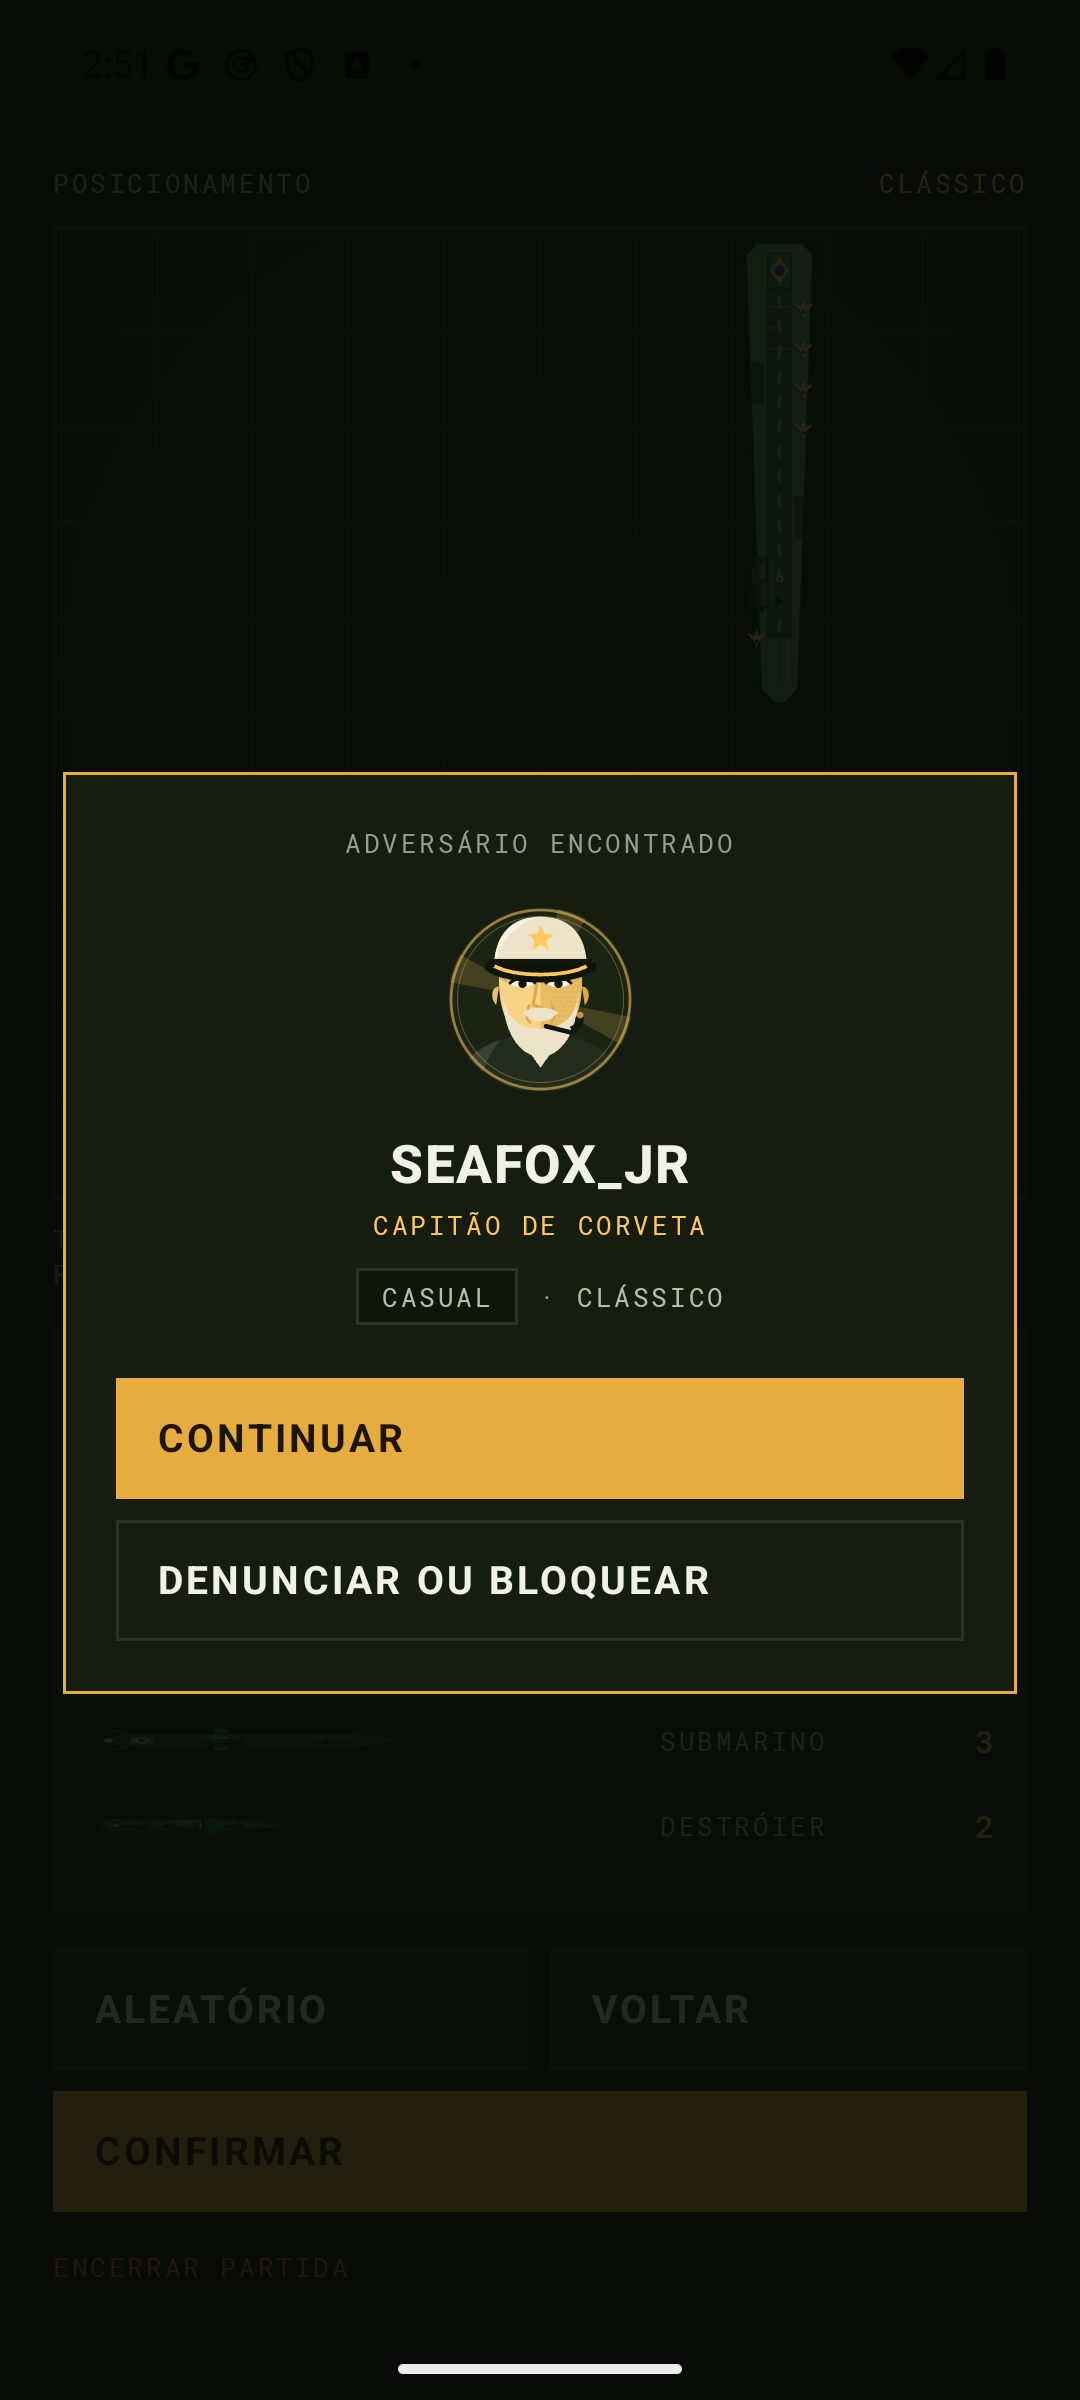 2:51
POSICIONAMENTO
CLÁSSICO
ADVERSÁRIO ENCONTRADO
SEAFOX_JR
CAPITÃO DE CORVETA
CASUAL · CLÁSSICO
CONTINUAR
DENUNCIAR OU BLOQUEAR
SUBMARINO 3
DESTRÓIER 2
ALEATÓRIO
VOLTAR
CONFIRMAR
ENCERRAR PARTIDA